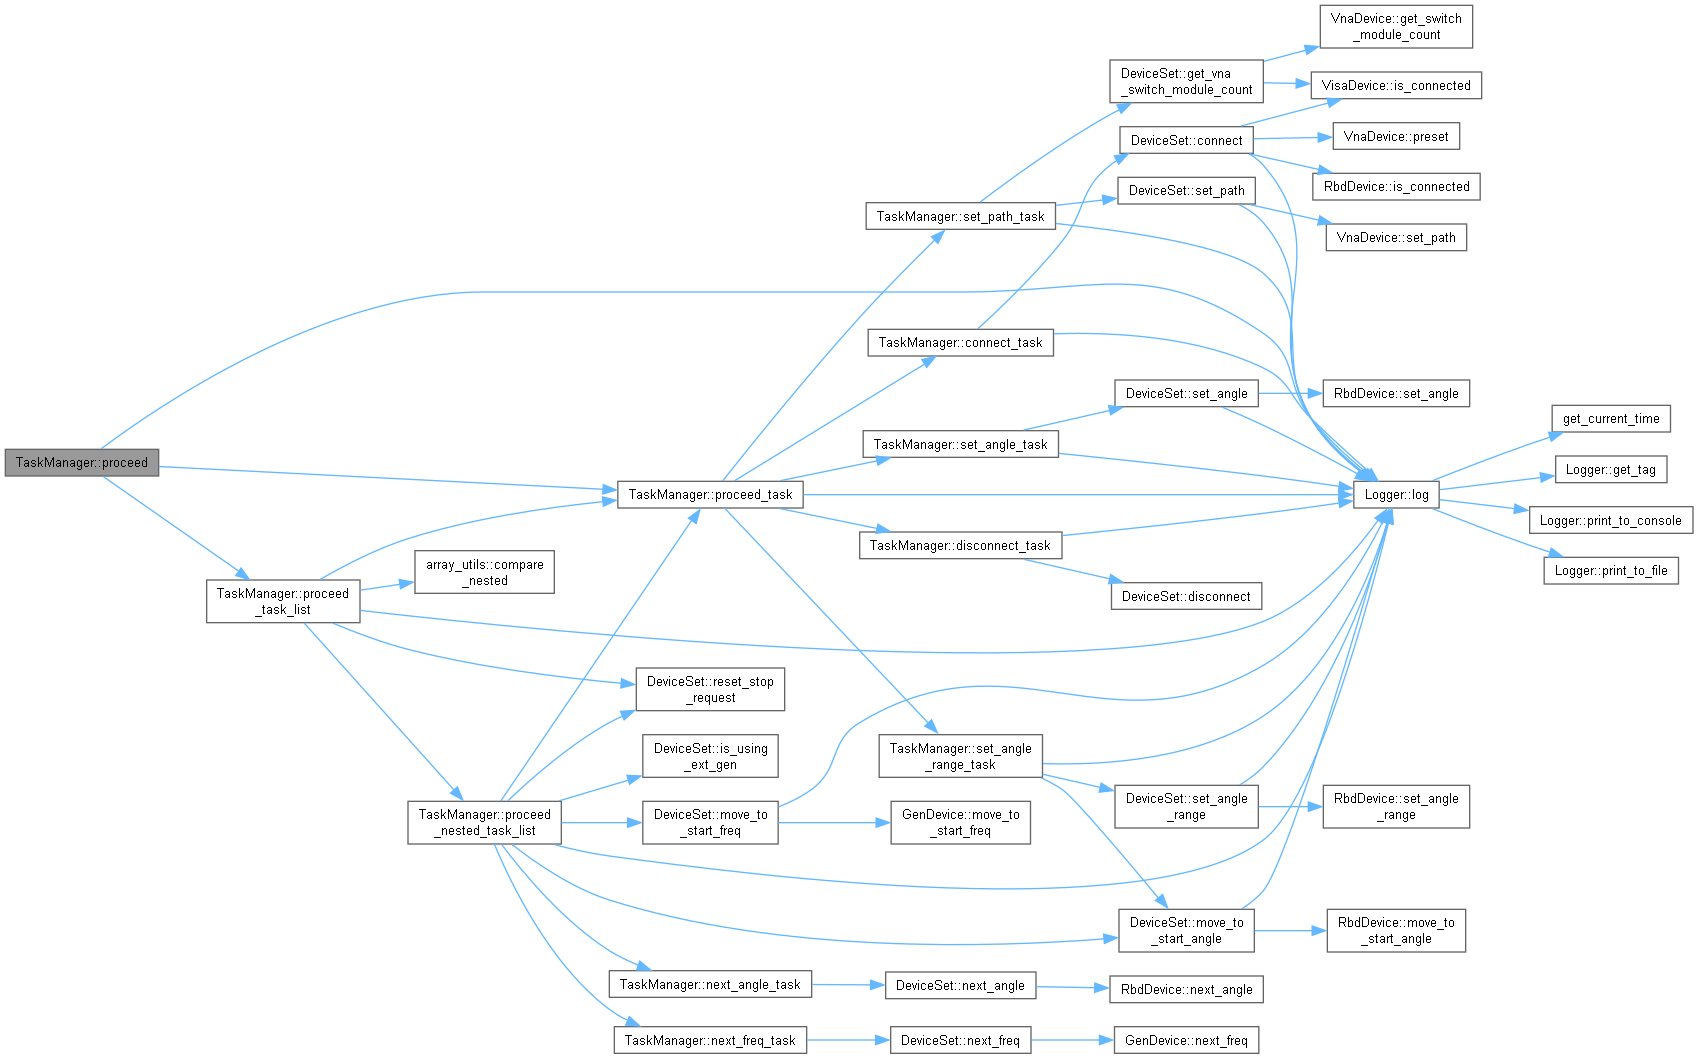 TaskManager::proceed
TaskManager::proceed
_task_list
array_utils::compare
_nested
TaskManager::proceed
_nested_task_list
TaskManager::proceed_task
DeviceSet::reset_stop
_request
DeviceSet::is_using
_ext_gen
DeviceSet::move_to
_start_freq
TaskManager::next_angle_task
TaskManager::next_freq_task
TaskManager::set_path_task
TaskManager::connect_task
TaskManager::set_angle_task
TaskManager::disconnect_task
TaskManager::set_angle
_range_task
GenDevice::move_to
_start_freq
DeviceSet::next_angle
DeviceSet::next_freq
DeviceSet::get_vna
_switch_module_count
DeviceSet::connect
DeviceSet::set_path
DeviceSet::set_angle
DeviceSet::disconnect
DeviceSet::set_angle
_range
DeviceSet::move_to
_start_angle
RbdDevice::next_angle
GenDevice::next_freq
VnaDevice::get_switch
_module_count
VisaDevice::is_connected
VnaDevice::preset
RbdDevice::is_connected
VnaDevice::set_path
RbdDevice::set_angle
Logger::log
RbdDevice::set_angle
_range
RbdDevice::move_to
_start_angle
get_current_time
Logger::get_tag
Logger::print_to_console
Logger::print_to_file